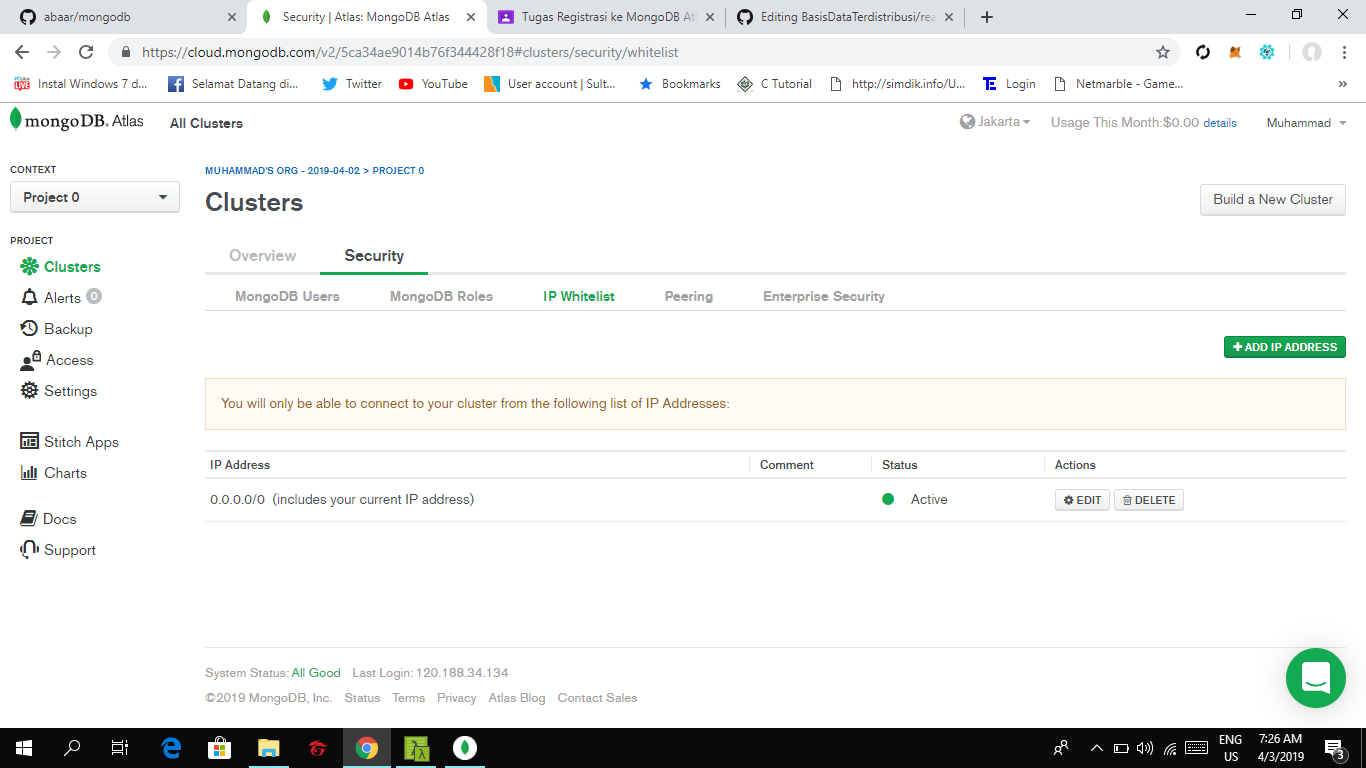 abaar/mongodb
Security | Atlas: MongoDB Atlas
Tugas Registrasi ke MongoDB Atl
Editing BasisDataTerdistribusi/rea
https://cloud.mongodb.com/v2/5ca34ae9014b76f344428f18#clusters/security/whitelist
Instal Windows 7 d...
Selamat Datang di...
Twitter
YouTube
User account | Sult...
Bookmarks
C Tutorial
http://simdik.info/U...
Login
Netmarble - Game...
»
mongoDB. Atlas
All Clusters
Jakarta
Usage This Month:$0.00 details
Muhammad
CONTEXT
Project 0
PROJECT
Clusters
Alerts 0
Backup
Access
Settings
Stitch Apps
Charts
Docs
Support
MUHAMMAD'S ORG - 2019-04-02 > PROJECT 0
Clusters
Build a New Cluster
Overview
Security
MongoDB Users
MongoDB Roles
IP Whitelist
Peering
Enterprise Security
+ ADD IP ADDRESS
You will only be able to connect to your cluster from the following list of IP Addresses:
IP Address
Comment
Status
Actions
0.0.0.0/0 (includes your current IP address)
Active
EDIT
DELETE
System Status: All Good Last Login: 120.188.34.134
©2019 MongoDB, Inc. Status Terms Privacy Atlas Blog Contact Sales
ENG
US
7:26 AM
4/3/2019
3